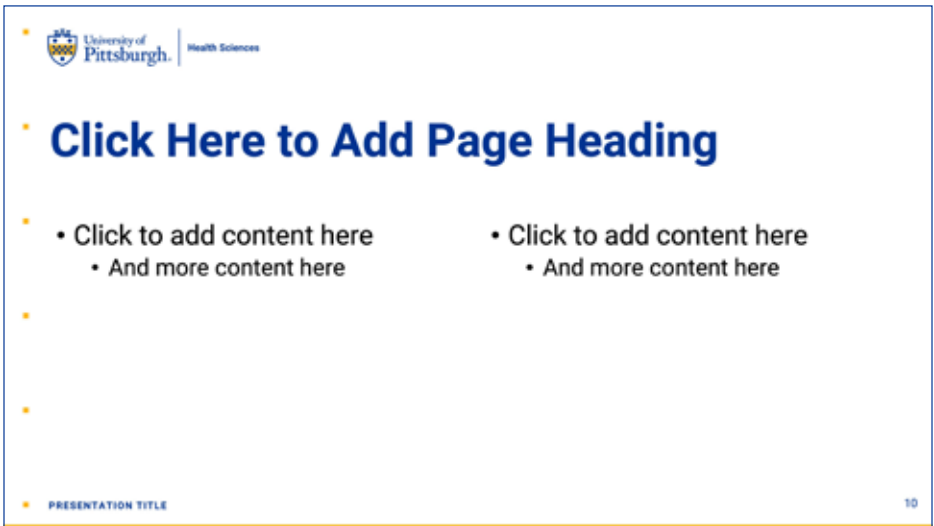 University of
Pittsburgh.
Health Sciences
Click Here to Add Page Heading
• Click to add content here
• And more content here
• Click to add content here
• And more content here
PRESENTATION TITLE
10